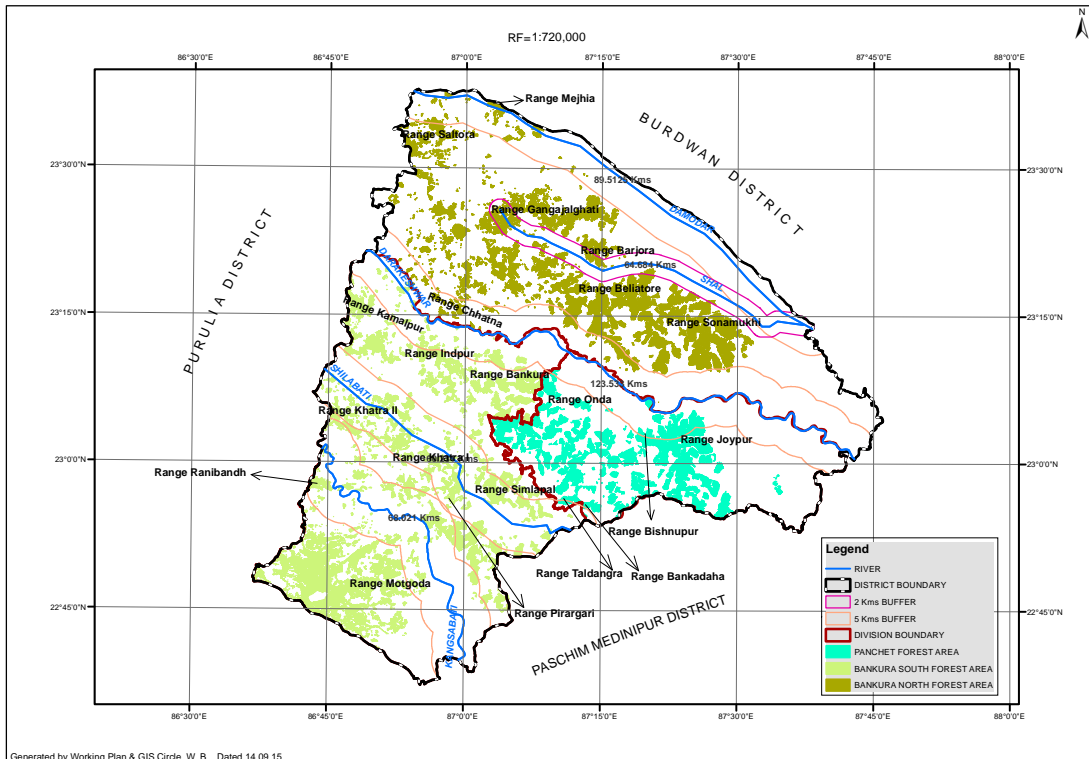 N
RF=1:720,000
86°30'0"E
86°45'0"E
87°0'0"E
87°15'0"E
87°30'0"E
87°45'0"E
88°0'0"E
Range Mejhia
BURDWAN DISTRICT
Range Saltora
23°30'0"N
23°30'0"N
89.5125 Kms
PURULIA DISTRICT
Range Gangajalghati
DAMODAR
Range Barjora
DARAKESWAR
64.684 Kms
SHAL
Range Beliatore
Range Chhatna
Range Kamalpur
23°15'0"N
23°15'0"N
Range Sonamukhi
Range Indpur
SHILABATI
Range Bankura
123.538 Kms
Range Onda
Range Khatra II
Range Joypur
Range Khatra I
Kms
23°0'0"N
23°0'0"N
Range Ranibandh
Range Simlapal
Kms
Range Bishnupur
Range Taldangra
Range Bankadaha
Range Motgoda
22°45'0"N
22°45'0"N
Range Pirargari
KANGSABATI
PASCHIM MEDINIPUR DISTRICT
Legend
RIVER
DISTRICT BOUNDARY
2 Kms BUFFER
5 Kms BUFFER
DIVISION BOUNDARY
PANCHET FOREST AREA
BANKURA SOUTH FOREST AREA
BANKURA NORTH FOREST AREA
86°30'0"E
86°45'0"E
87°0'0"E
87°15'0"E
87°30'0"E
87°45'0"E
88°0'0"E
Generated by Working Plan & GIS Circle, W. B. Dated 14.09.15